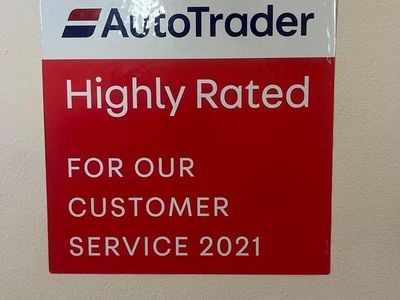 AutoTrader
Highly Rated
FOR OUR
CUSTOMER
SERVICE 2021